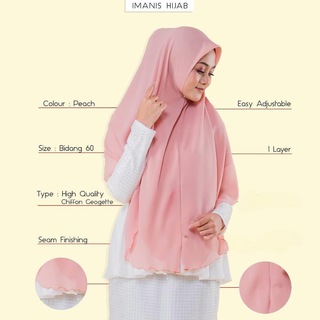 IMANIS HIJAB
Colour : Peach
Easy Adjustable
Size : Bidang 60
1 Layer
Type : High Quality
Chiffon Geogette
Seam Finishing